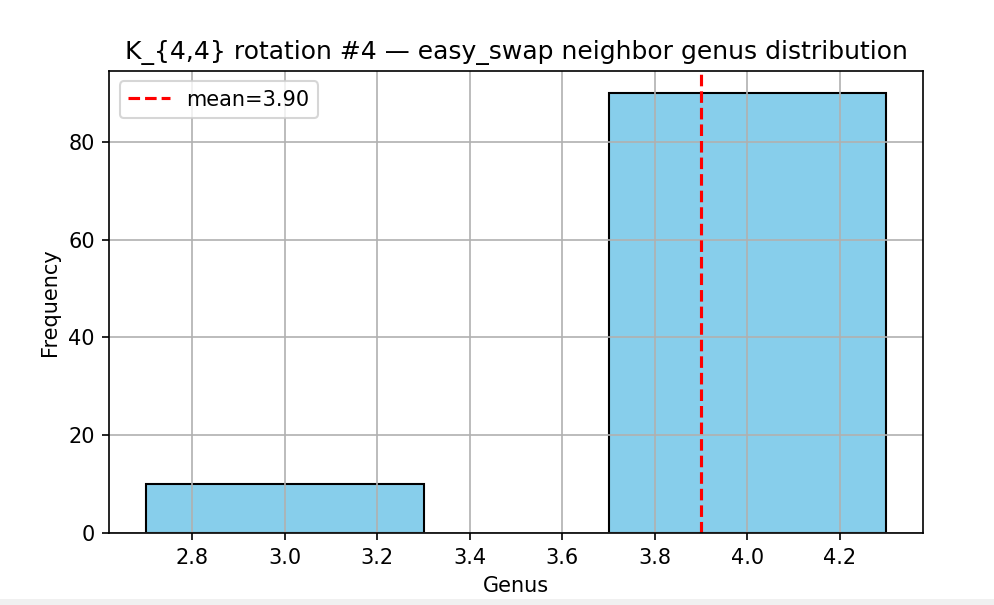 K_{4,4} rotation #4 — easy_swap neighbor genus distribution
mean=3.90
Frequency
80
60
40
20
0
2.8 3.0 3.2 3.4 3.6 3.8 4.0 4.2
Genus